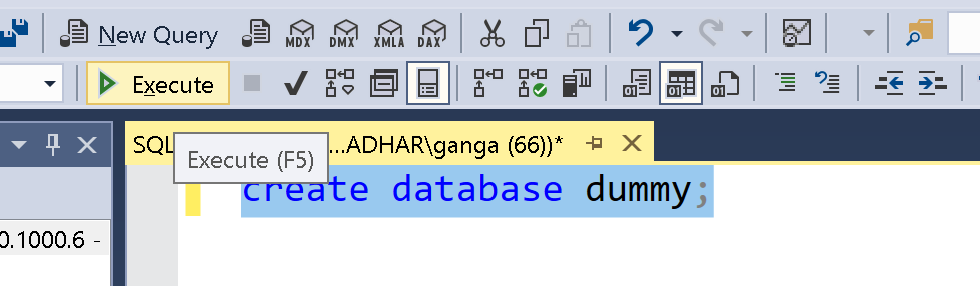 New Query MDX DMX XMLA DAX
Execute
SQL ...ADHAR\ganga (66))*
Execute (F5)
create database dummy;
0.1000.6 -